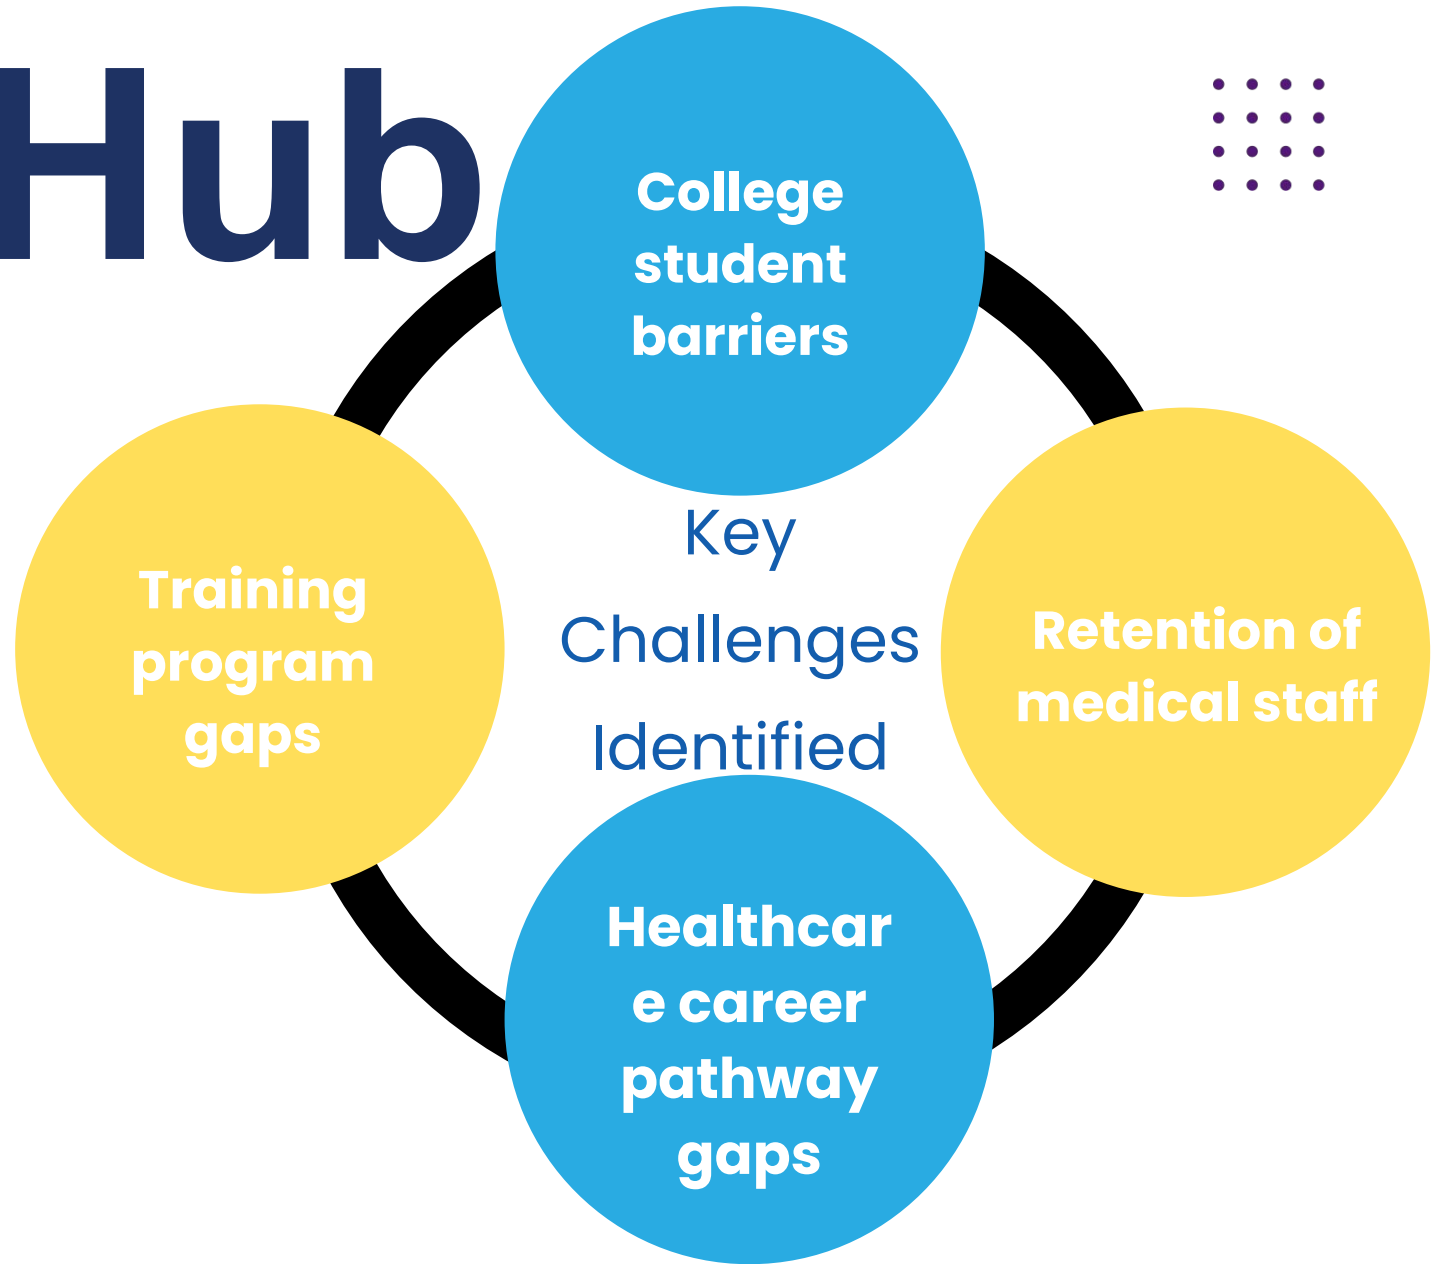 Hub
College
student
barriers
Key
Challenges
Identified
Training
program
gaps
Retention of
medical staff
Healthcar
e career
pathway
gaps